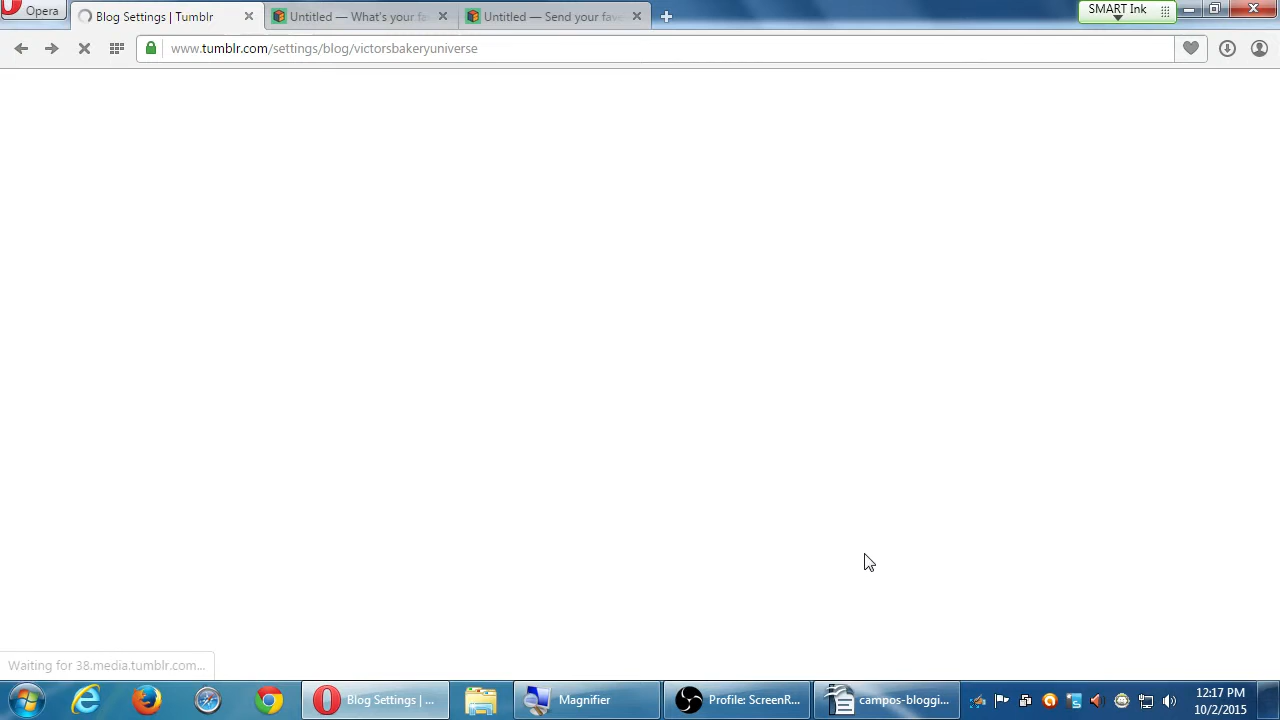 Opera
Blog Settings | Tumblr
Untitled — What's your fa
Untitled — Send your fav
SMART Ink
www.tumblr.com/settings/blog/victorsbakeryuniverse
Waiting for 38.media.tumblr.com...
Blog Settings | ...
Magnifier
Profile: ScreenR...
campos-bloggi...
12:17 PM
10/2/2015